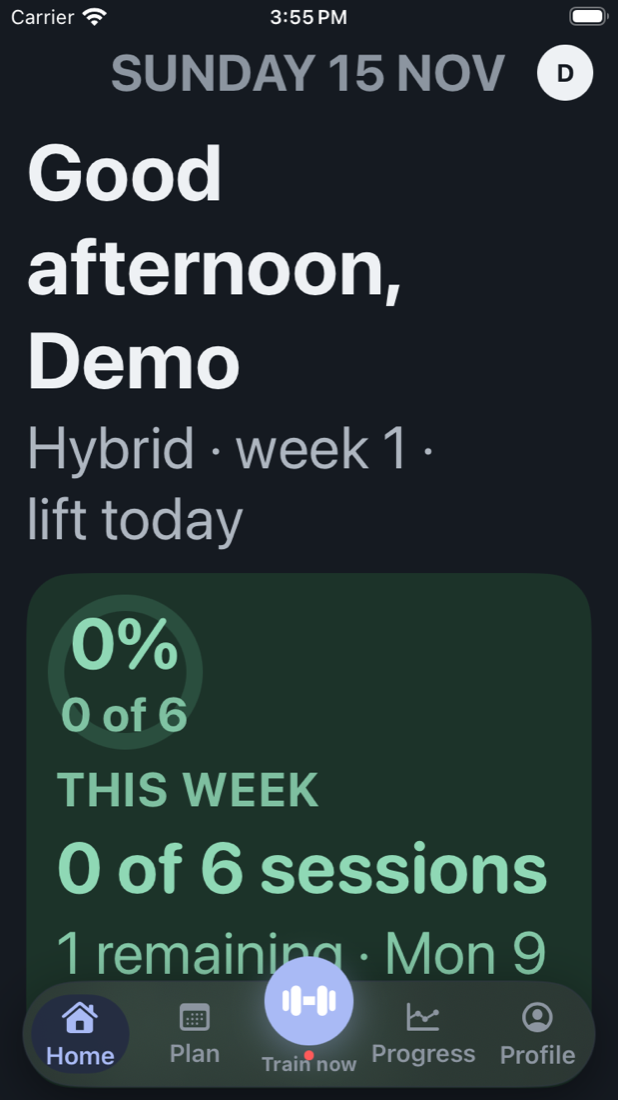 Carrier 3:55 PM
SUNDAY 15 NOV D
Good
afternoon,
Demo
Hybrid · week 1 ·
lift today
0%
0 of 6
THIS WEEK
0 of 6 sessions
1 remaining · Mon 9
Home Plan Train now Progress Profile